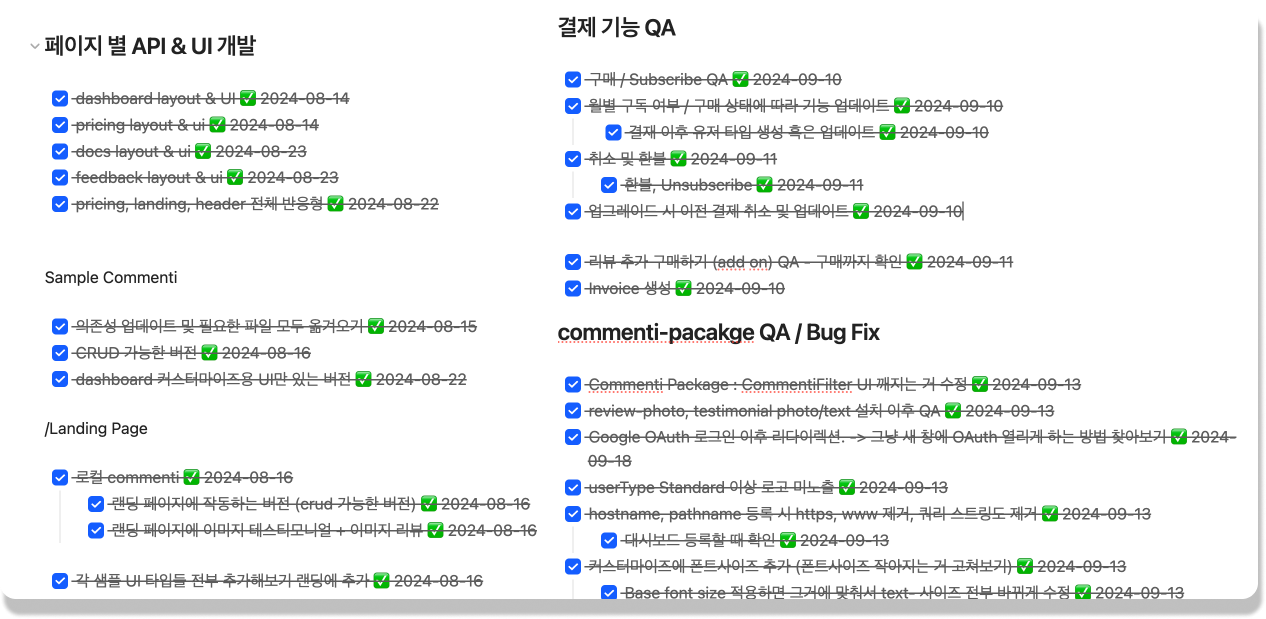 페이지 별 API & UI 개발
dashboard layout & UI ✅ 2024-08-14
pricing layout & ui ✅ 2024-08-14
docs layout & ui ✅ 2024-08-23
feedback layout & ui ✅ 2024-08-23
pricing, landing, header 전체 반응형 ✅ 2024-08-22
Sample Commenti
의존성 업데이트 및 필요한 파일 모두 옮겨오기 ✅ 2024-08-15
CRUD 가능한 버전 ✅ 2024-08-16
dashboard 커스터마이즈용 UI만 있는 버전 ✅ 2024-08-22
/Landing Page
로컬 commenti ✅ 2024-08-16
랜딩 페이지에 작동하는 버전 (crud 가능한 버전) ✅ 2024-08-16
랜딩 페이지에 이미지 테스티모니얼 + 이미지 리뷰 ✅ 2024-08-16
각 샘플 UI 타입들 전부 추가해보기 랜딩에 추가 ✅ 2024-08-16
결제 기능 QA
구매 / Subscribe QA ✅ 2024-09-10
월별 구독 여부 / 구매 상태에 따라 기능 업데이트 ✅ 2024-09-10
결재 이후 유저 타입 생성 혹은 업데이트 ✅ 2024-09-10
취소 및 환불 ✅ 2024-09-11
환불, Unsubscribe ✅ 2024-09-11
업그레이드 시 이전 결제 취소 및 업데이트 ✅ 2024-09-10
리뷰 추가 구매하기 (add on) QA - 구매까지 확인 ✅ 2024-09-11
Invoice 생성 ✅ 2024-09-10
commenti-pacakge QA / Bug Fix
Commenti Package : CommentiFilter UI 깨지는 거 수정 ✅ 2024-09-13
review-photo, testimonial photo/text 설치 이후 QA ✅ 2024-09-13
Google OAuth 로그인 이후 리다이렉션. -> 그냥 새 창에 OAuth 열리게 하는 방법 찾아보기 ✅ 2024-
09-18
userType Standard 이상 로고 미노출 ✅ 2024-09-13
hostname, pathname 등록 시 https, www 제거, 쿼리 스트링도 제거 ✅ 2024-09-13
대시보드 등록할 때 확인 ✅ 2024-09-13
커스터마이즈에 폰트사이즈 추가 (폰트사이즈 작아지는 거 고쳐보기) ✅ 2024-09-13
Base font size 적용하면 그거에 맞춰서 text- 사이즈 전부 바뀌게 수정 ✅ 2024-09-13